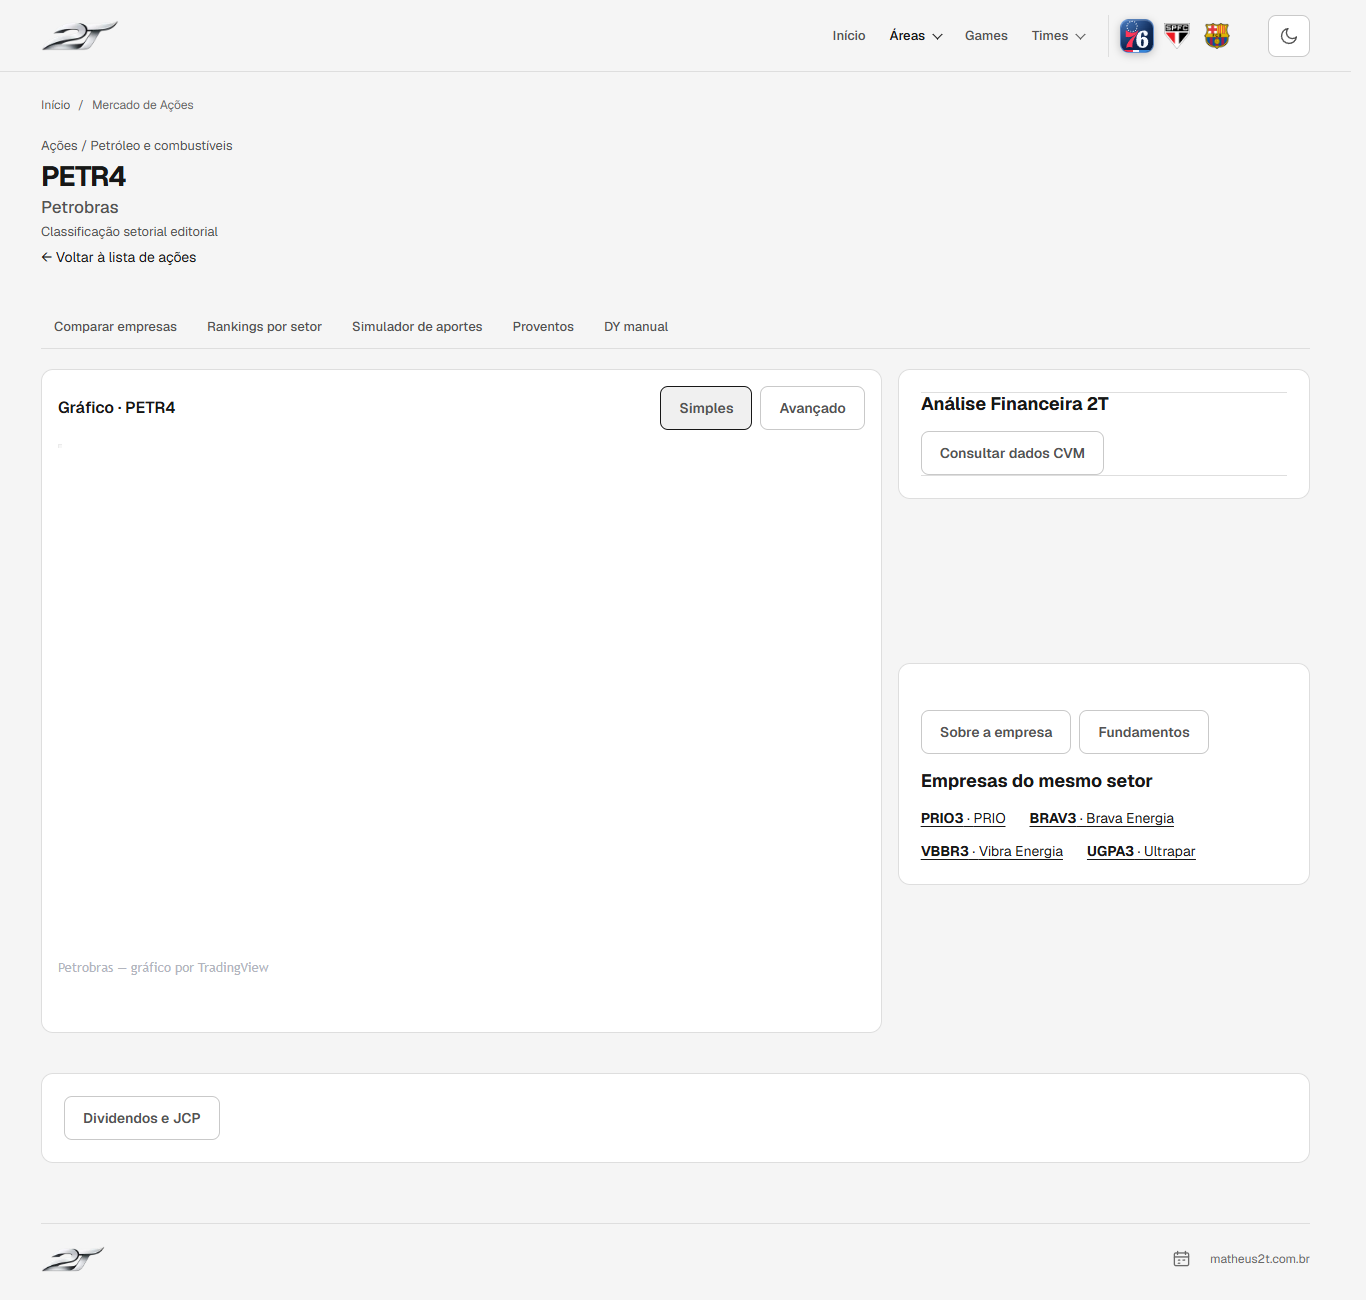 2T
Início
Áreas
Games
Times
76
SPFC
Início / Mercado de Ações
Ações / Petróleo e combustíveis
PETR4
Petrobras
Classificação setorial editorial
← Voltar à lista de ações
Comparar empresas
Rankings por setor
Simulador de aportes
Proventos
DY manual
Gráfico · PETR4
Simples
Avançado
Petrobras — gráfico por TradingView
Análise Financeira 2T
Consultar dados CVM
Sobre a empresa
Fundamentos
Empresas do mesmo setor
PRIO3 · PRIO
BRAV3 · Brava Energia
VBBR3 · Vibra Energia
UGPA3 · Ultrapar
Dividendos e JCP
2T
matheus2t.com.br